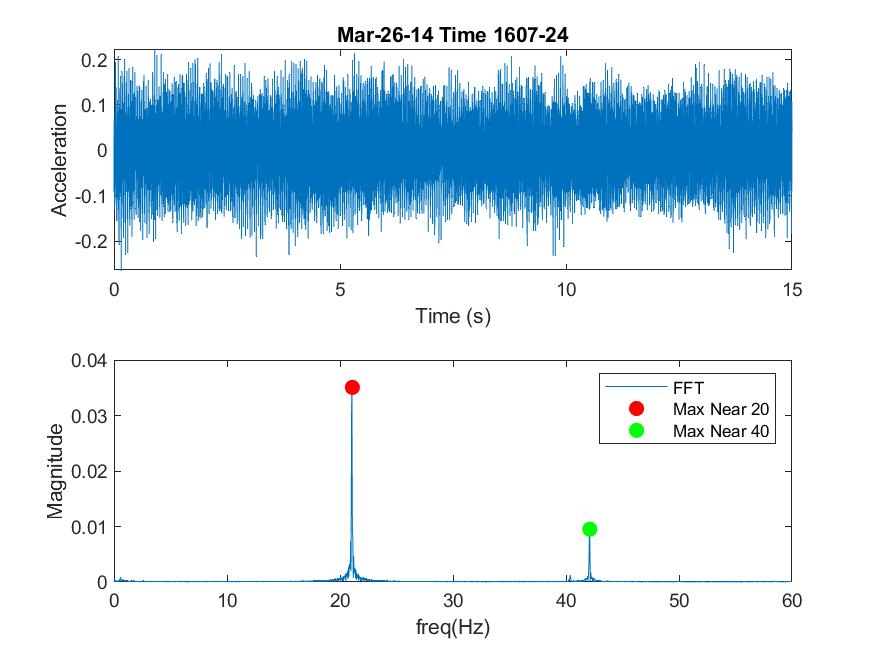 Mar-26-14 Time 1607-24
0.2
0.1
0
-0.1
-0.2
Acceleration
0 5 10 15
Time (s)
0.04
0.03
0.02
0.01
0
Magnitude
FFT
Max Near 20
Max Near 40
0 10 20 30 40 50 60
freq(Hz)